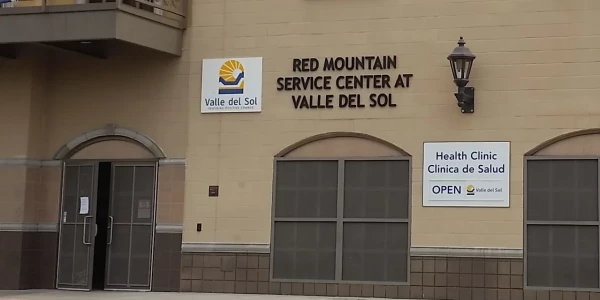 Valle del Sol
RED MOUNTAIN
SERVICE CENTER AT
VALLE DEL SOL
Health Clinic
Clinica de Salud
OPEN Valle del Sol